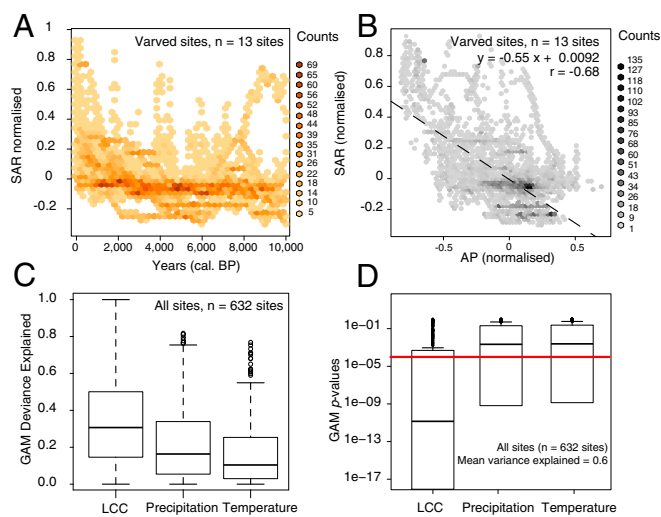 A
Varved sites, n = 13 sites
SAR normalised
1
0.8
0.6
0.4
0.2
0
-0.2
0
2,000
4,000
6,000
8,000
10,000
Years (cal. BP)
Counts
69
65
60
56
52
48
44
39
35
31
26
22
18
14
10
5
B
Varved sites, n = 13 sites
y = -0.55 x + 0.0092
r = -0.68
SAR (normalised)
0.8
0.6
0.4
0.2
0
-0.2
-0.5
0
0.5
AP (normalised)
Counts
135
127
118
110
102
93
85
76
68
60
51
43
34
26
18
9
1
C
All sites, n = 632 sites
GAM Deviance Explained
1.0
0.8
0.6
0.4
0.2
0.0
LCC
Precipitation
Temperature
D
GAM p-values
1e−01
1e−05
1e−09
1e−13
1e−17
All sites (n = 632 sites)
Mean variance explained = 0.6
LCC
Precipitation
Temperature